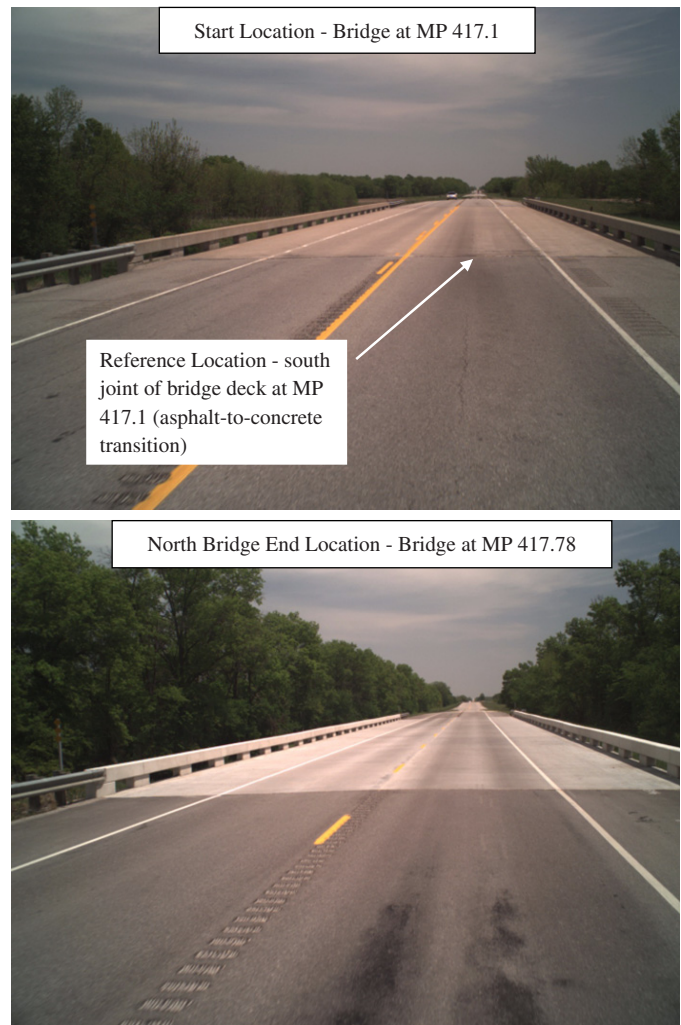 Start Location - Bridge at MP 417.1
Reference Location - south
joint of bridge deck at MP
417.1 (asphalt-to-concrete
transition)
North Bridge End Location - Bridge at MP 417.78